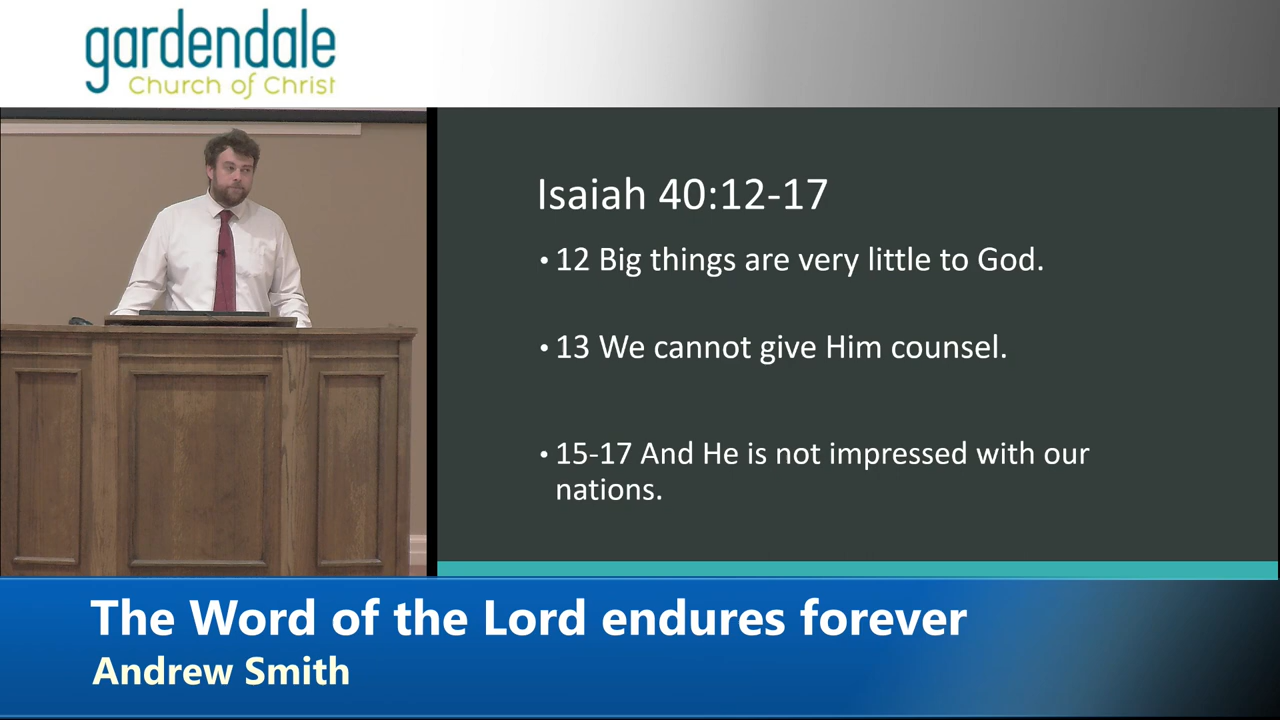 gardendale
Church of Christ
Isaiah 40:12-17
• 12 Big things are very little to God.
• 13 We cannot give Him counsel.
• 15-17 And He is not impressed with our
nations.
The Word of the Lord endures forever
Andrew Smith